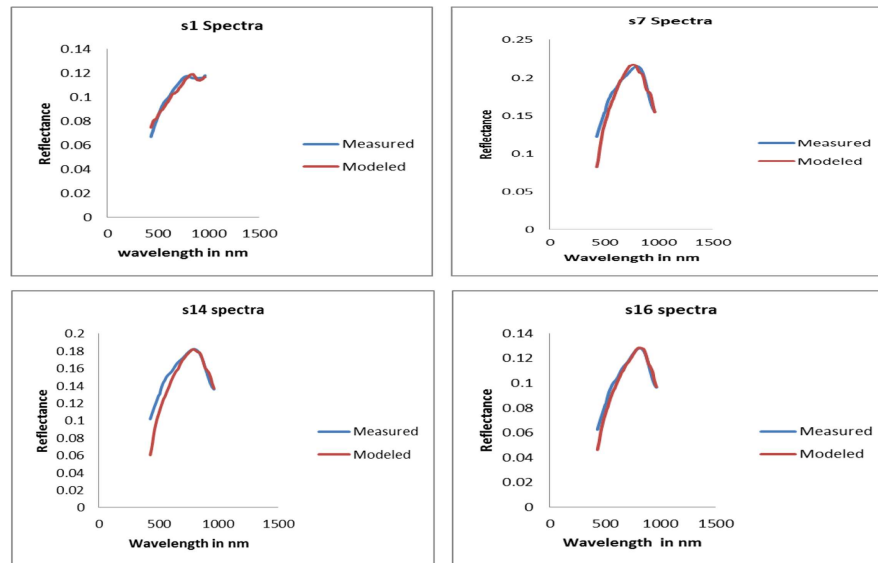 s1 Spectra
0.14
0.12
0.1
0.08
0.06
0.04
0.02
0
Reflectance
0 500 1000 1500
wavelength in nm
Measured
Modeled
s7 Spectra
0.25
0.2
0.15
0.1
0.05
0
Reflectance
0 500 1000 1500
Wavelength in nm
Measured
Modeled
s14 spectra
0.2
0.18
0.16
0.14
0.12
0.1
0.08
0.06
0.04
0.02
0
Reflectance
0 500 1000 1500
Wavelength in nm
Measured
Modeled
s16 spectra
0.14
0.12
0.1
0.08
0.06
0.04
0.02
0
Reflectance
0 500 1000 1500
Wavelength in nm
Measured
Modeled